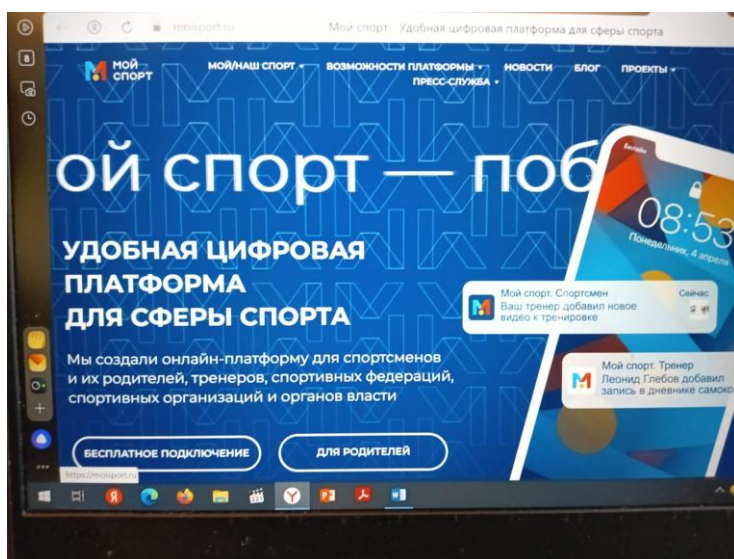 moisport.ru
Мой спорт – Удобная цифровая платформа для сферы спорта
МОЙ СПОРТ
МОЙ/НАШ СПОРТ
ВОЗМОЖНОСТИ ПЛАТФОРМЫ
НОВОСТИ
БЛОГ
ПРОЕКТЫ
ПРЕСС-СЛУЖБА
ой спорт — поб
УДОБНАЯ ЦИФРОВАЯ
ПЛАТФОРМА
ДЛЯ СФЕРЫ СПОРТА
Мы создали онлайн-платформу для спортсменов
и их родителей, тренеров, спортивных федераций,
спортивных организаций и органов власти
БЕСПЛАТНОЕ ПОДКЛЮЧЕНИЕ
ДЛЯ РОДИТЕЛЕЙ
https://moisport.ru
билайн
08:53
Понедельник, 4 апреля
Мой спорт. Спортсмен
Сейчас
Ваш тренер добавил новое
видео к тренировке
Мой спорт. Тренер
Леонид Глебов добавил
запись в дневнике самоко